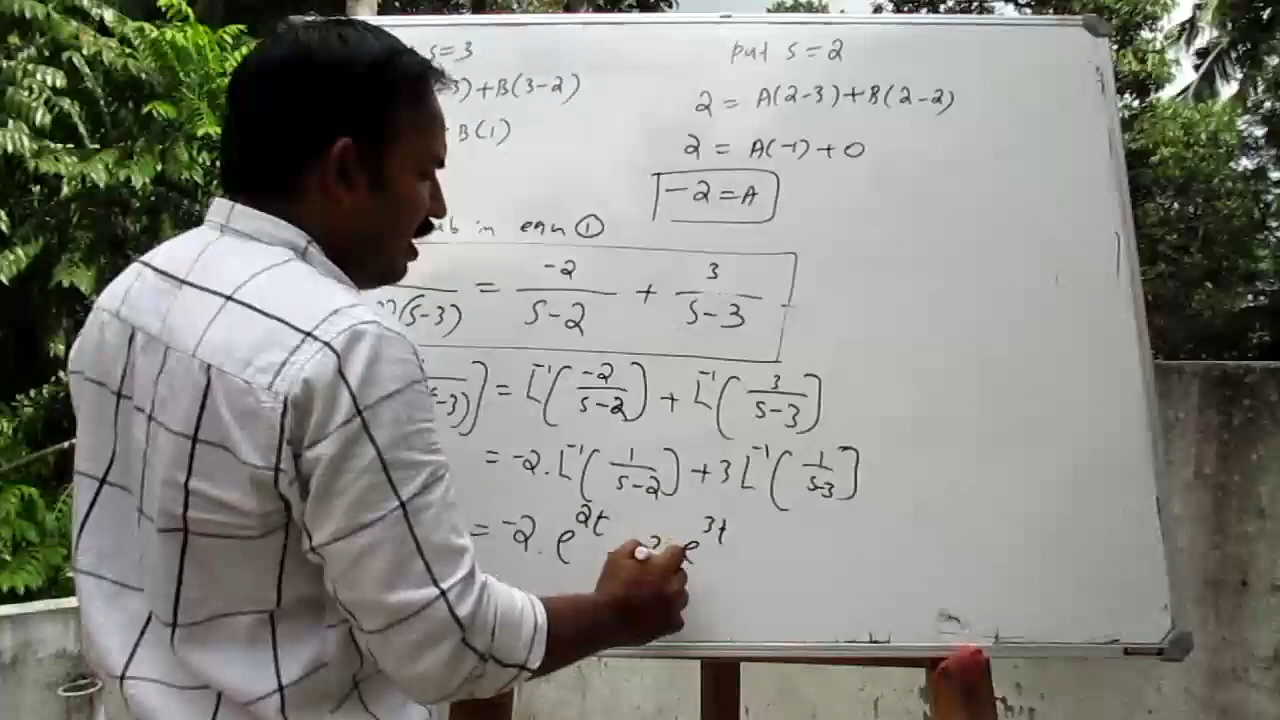 s=3
3)+B(3-2)
B(1)
put s=2
2 = A(2-3)+B(2-2)
2 = A(-1)+0
-2=A
in eqn ①
(s-3) = -2/s-2 + 3/s-3
-3)] = L⁻¹(-2/s-2) + L⁻¹(3/s-3)
= -2. L⁻¹(1/s-2) + 3 L⁻¹(1/s-3)
= -2. e^2t e^3t